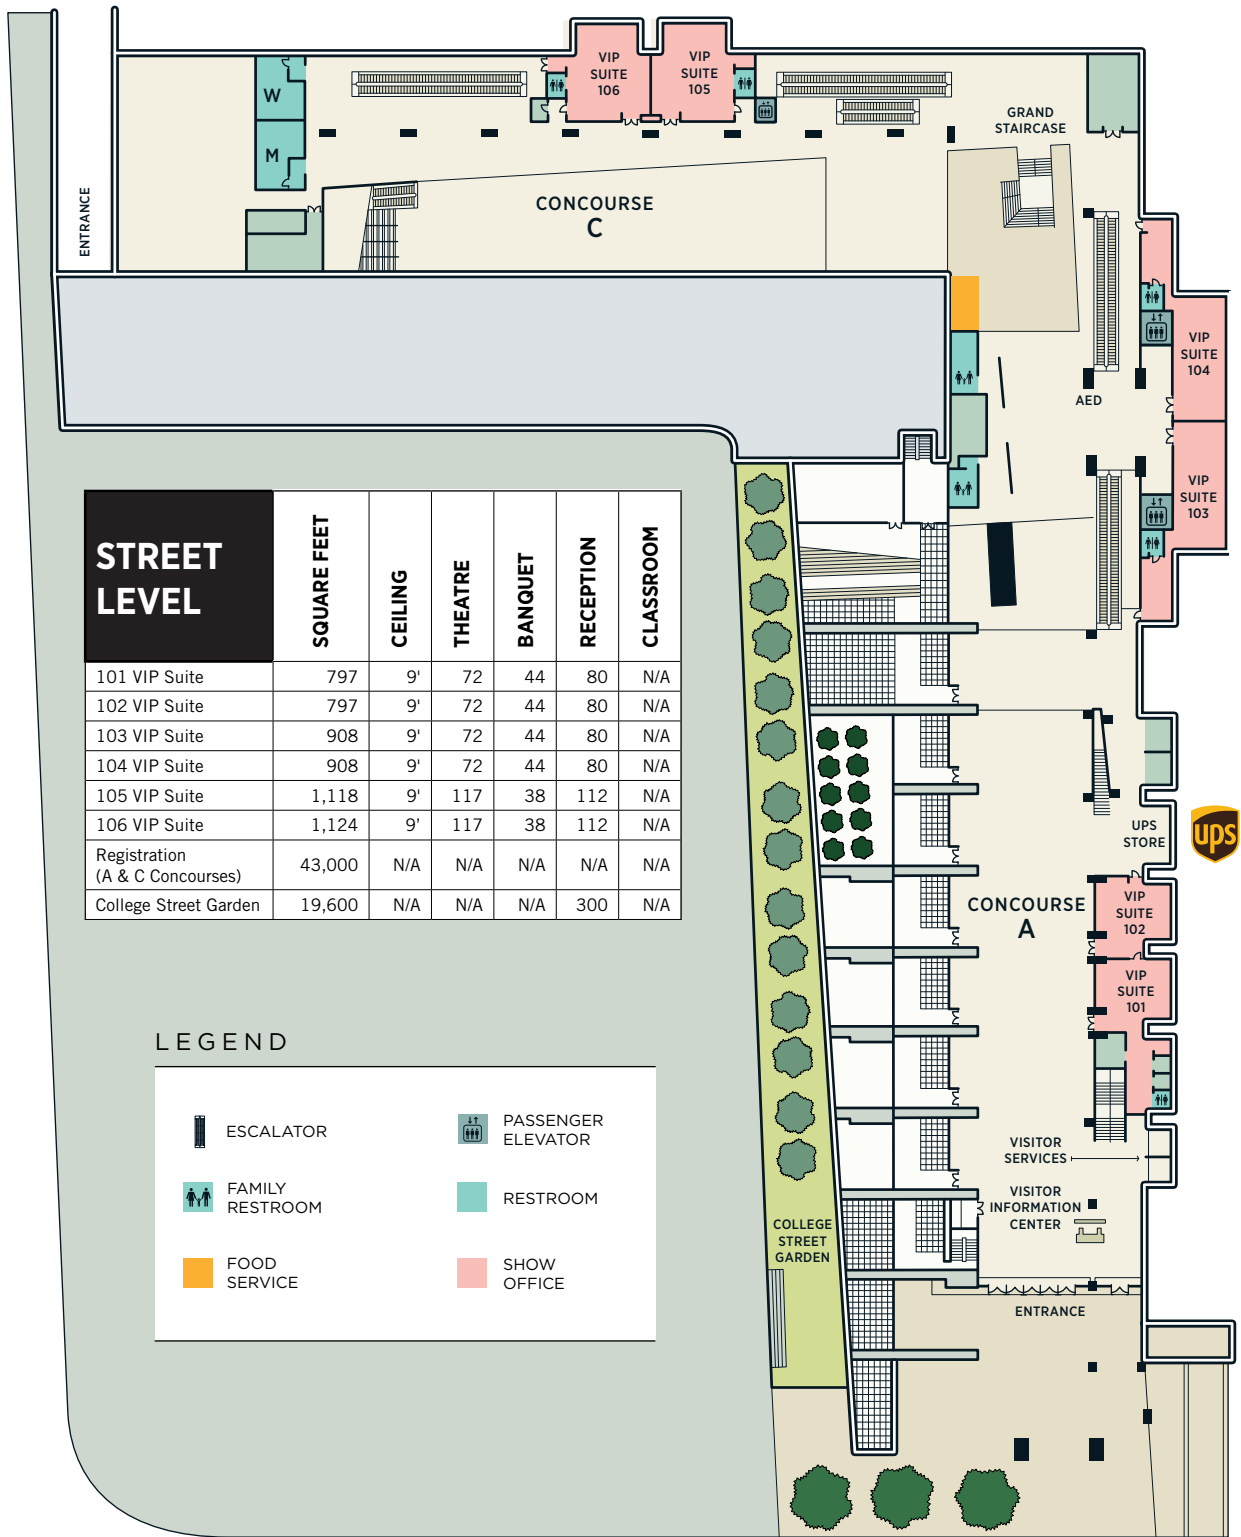 VIP
SUITE
106
VIP
SUITE
105
W
M
GRAND
STAIRCASE
ENTRANCE
CONCOURSE
C
VIP
SUITE
104
AED
VIP
SUITE
103
STREET
LEVEL
SQUARE FEET
CEILING
THEATRE
BANQUET
RECEPTION
CLASSROOM
101 VIP Suite 797 9' 72 44 80 N/A
102 VIP Suite 797 9' 72 44 80 N/A
103 VIP Suite 908 9' 72 44 80 N/A
104 VIP Suite 908 9' 72 44 80 N/A
105 VIP Suite 1,118 9' 117 38 112 N/A
106 VIP Suite 1,124 9’ 117 38 112 N/A
Registration
(A & C Concourses) 43,000 N/A N/A N/A N/A N/A
College Street Garden 19,600 N/A N/A N/A 300 N/A
UPS
STORE
ups
CONCOURSE
A
VIP
SUITE
102
VIP
SUITE
101
VISITOR
SERVICES
VISITOR
INFORMATION
CENTER
COLLEGE
STREET
GARDEN
ENTRANCE
LEGEND
ESCALATOR
PASSENGER
ELEVATOR
FAMILY
RESTROOM
RESTROOM
FOOD
SERVICE
SHOW
OFFICE